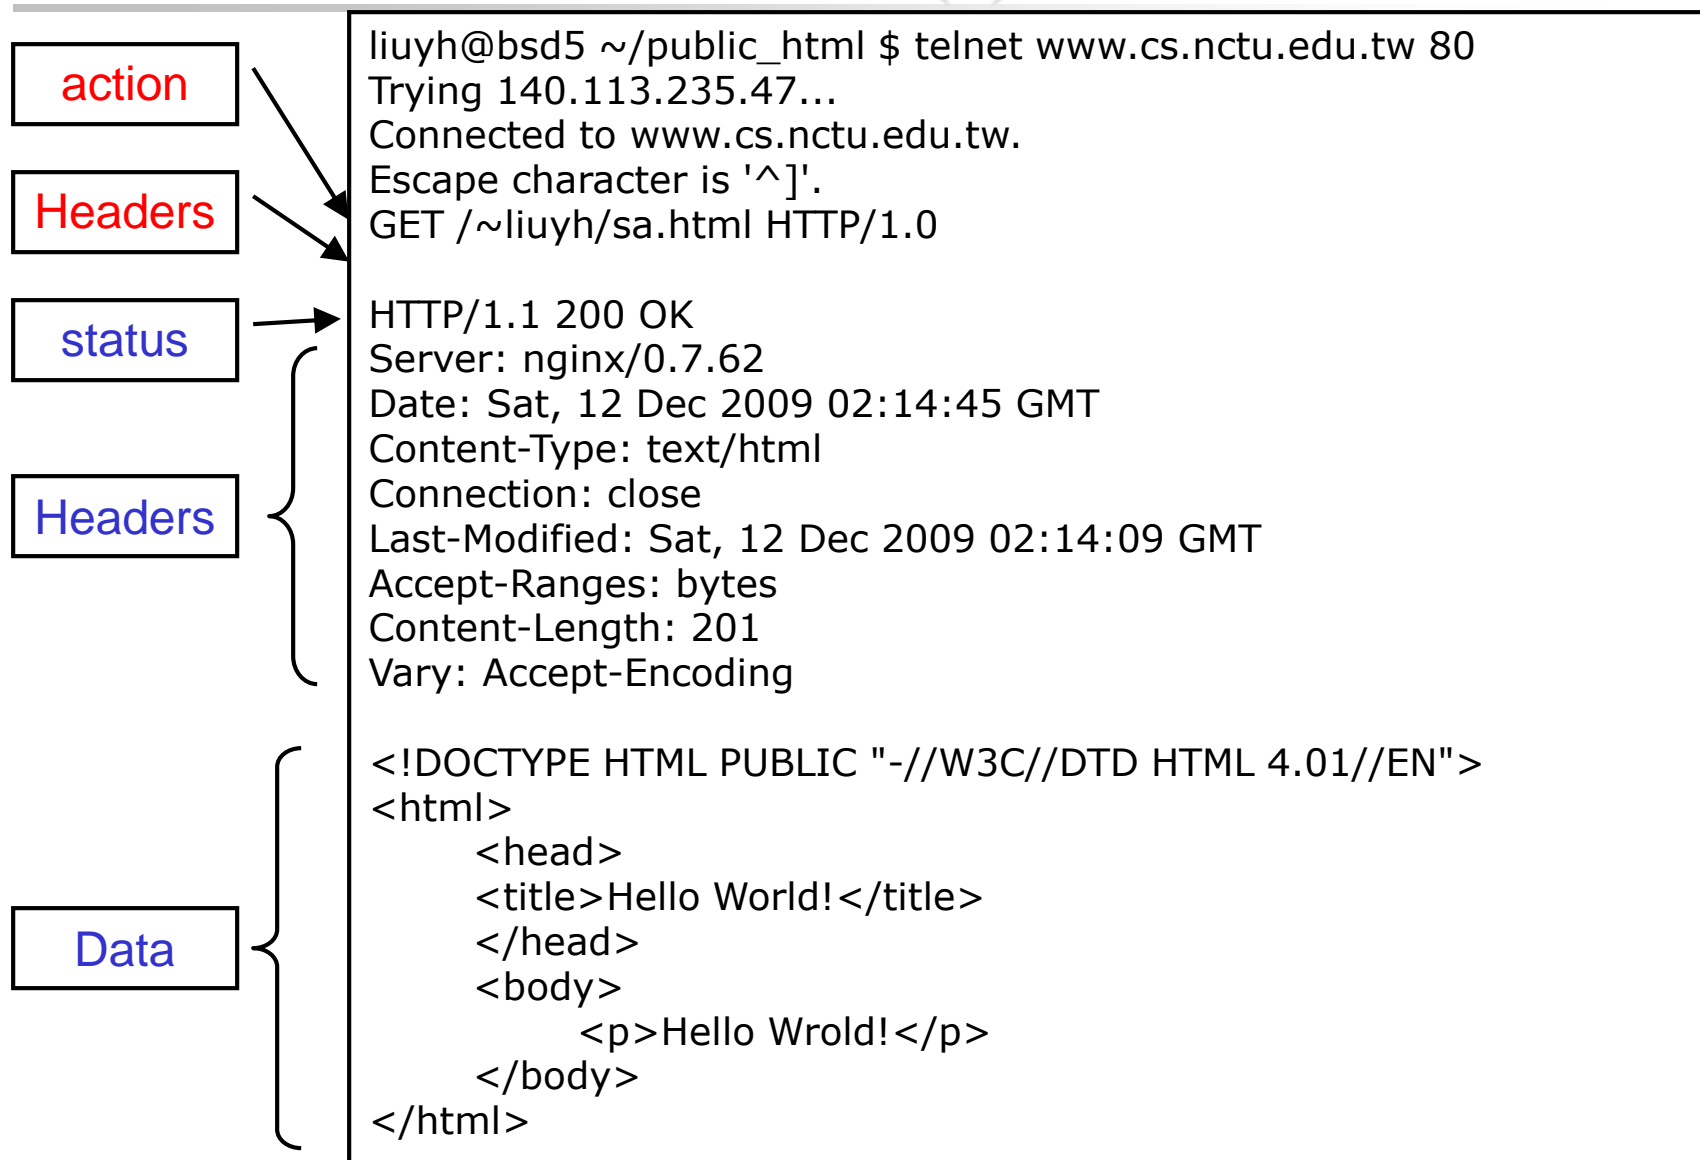 action
Headers
status
Headers
Data
liuyh@bsd5 ~/public_html $ telnet www.cs.nctu.edu.tw 80
Trying 140.113.235.47...
Connected to www.cs.nctu.edu.tw.
Escape character is '^]'.
GET /~liuyh/sa.html HTTP/1.0
HTTP/1.1 200 OK
Server: nginx/0.7.62
Date: Sat, 12 Dec 2009 02:14:45 GMT
Content-Type: text/html
Connection: close
Last-Modified: Sat, 12 Dec 2009 02:14:09 GMT
Accept-Ranges: bytes
Content-Length: 201
Vary: Accept-Encoding
<!DOCTYPE HTML PUBLIC "-//W3C//DTD HTML 4.01//EN">
<html>
<head>
<title>Hello World!</title>
</head>
<body>
<p>Hello Wrold!</p>
</body>
</html>